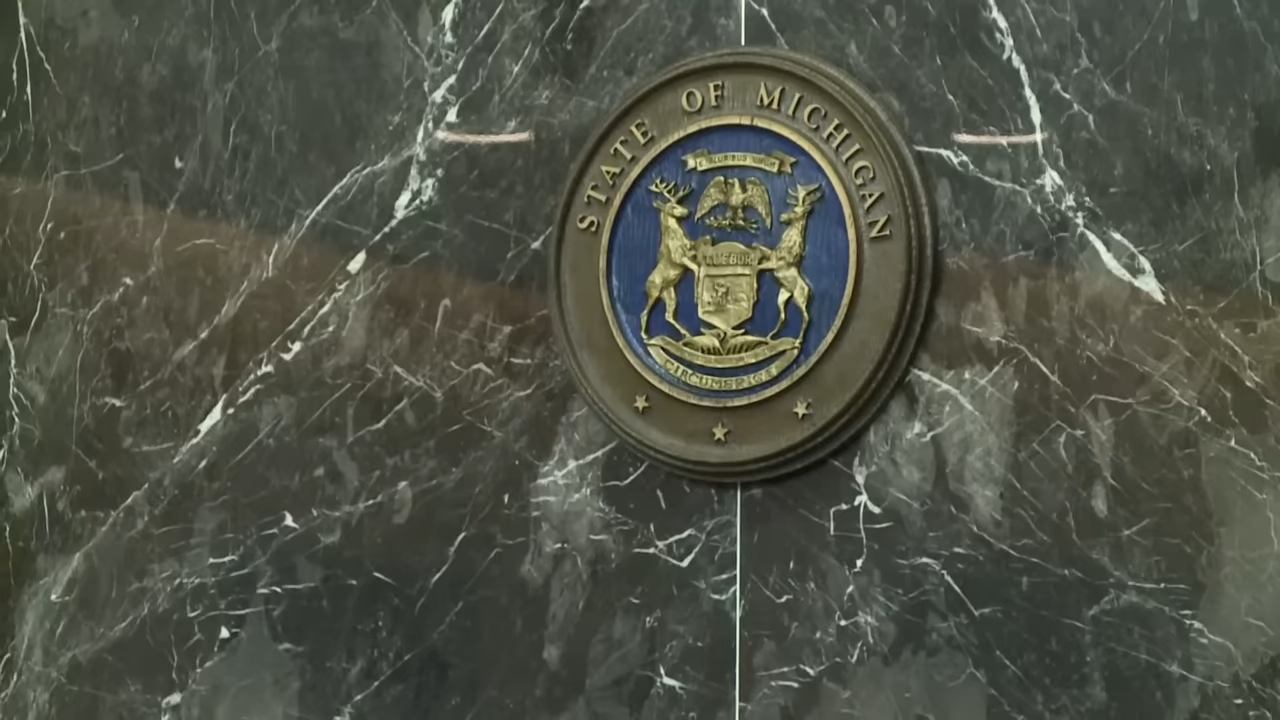 STATE OF MICHIGAN
E PLURIBUS UNUM
TUEBOR
CIRCUMSPICE